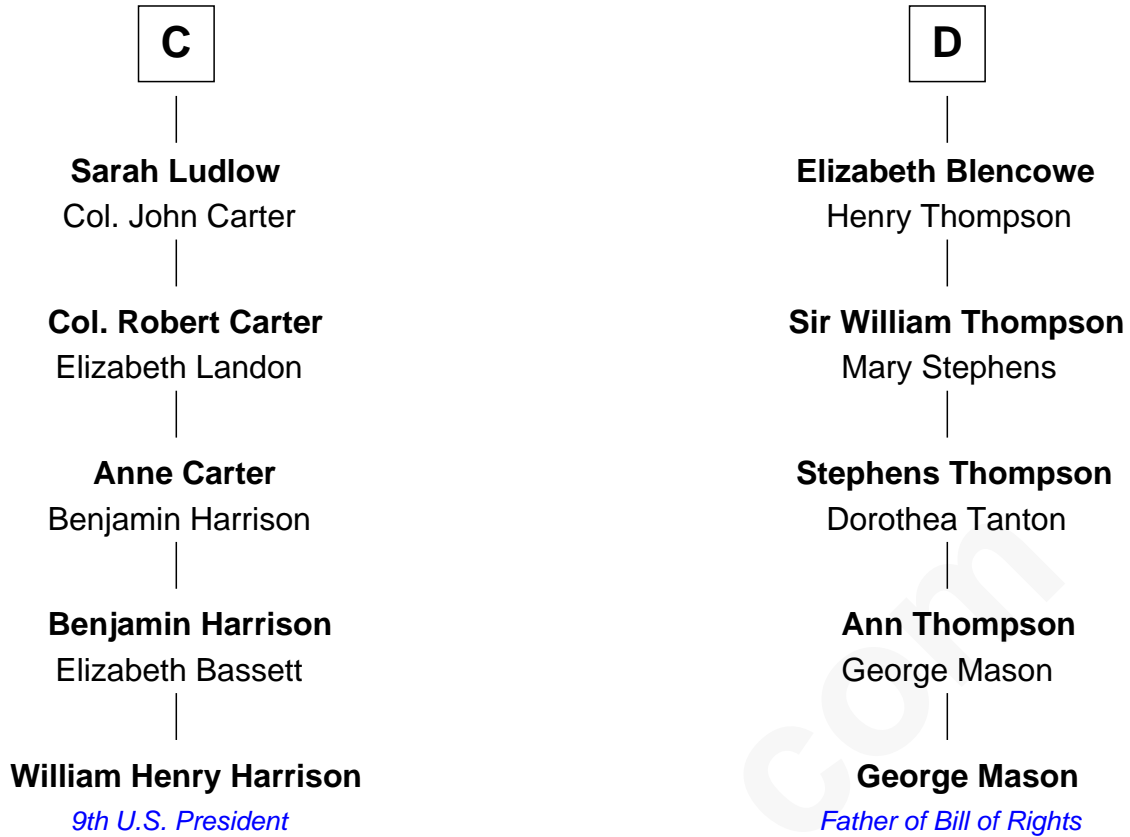 C
Sarah Ludlow
Col. John Carter
Col. Robert Carter
Elizabeth Landon
Anne Carter
Benjamin Harrison
Benjamin Harrison
Elizabeth Bassett
William Henry Harrison
9th U.S. President
D
Elizabeth Blencowe
Henry Thompson
Sir William Thompson
Mary Stephens
Stephens Thompson
Dorothea Tanton
Ann Thompson
George Mason
George Mason
Father of Bill of Rights
com